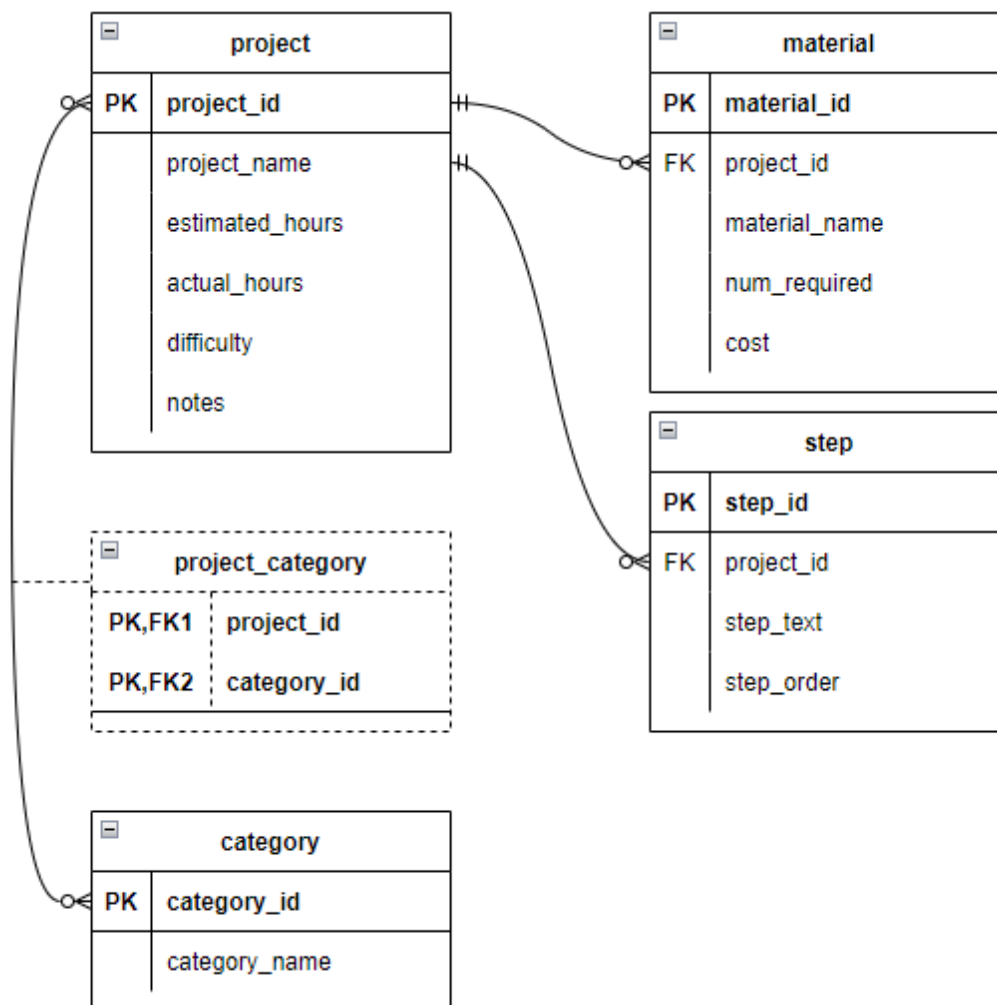 project
PK project_id
project_name
estimated_hours
actual_hours
difficulty
notes
material
PK material_id
FK project_id
material_name
num_required
cost
step
PK step_id
FK project_id
step_text
step_order
project_category
PK,FK1 project_id
PK,FK2 category_id
category
PK category_id
category_name